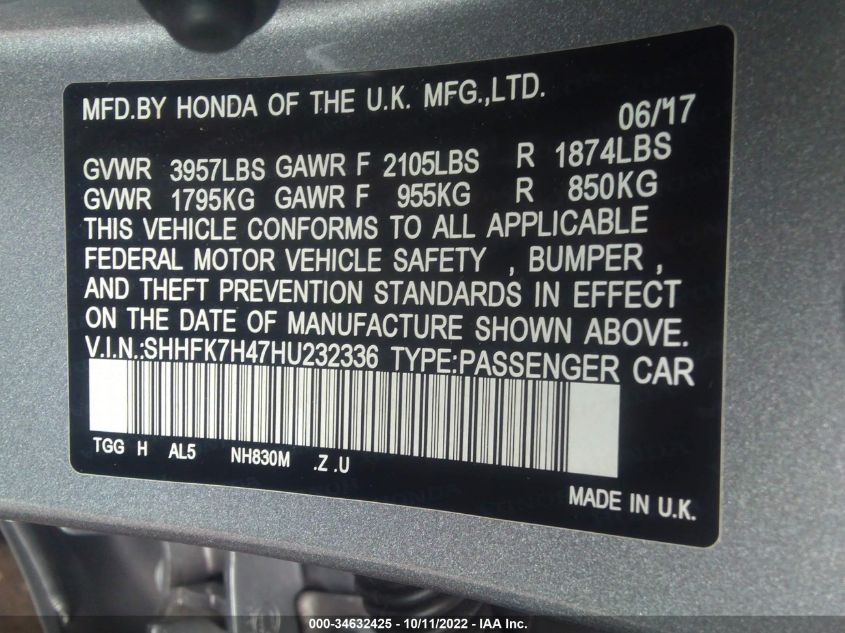 MFD.BY HONDA OF THE U.K. MFG.,LTD.
06/17
GVWR 3957LBS GAWR F 2105LBS R 1874LBS
GVWR 1795KG GAWR F 955KG R 850KG
THIS VEHICLE CONFORMS TO ALL APPLICABLE
FEDERAL MOTOR VEHICLE SAFETY , BUMPER ,
AND THEFT PREVENTION STANDARDS IN EFFECT
ON THE DATE OF MANUFACTURE SHOWN ABOVE.
V.I.N.:SHHFK7H47HU232336 TYPE:PASSENGER CAR
TGG H AL5 NH830M .Z .U
MADE IN U.K.
000-34632425 - 10/11/2022 - IAA Inc.